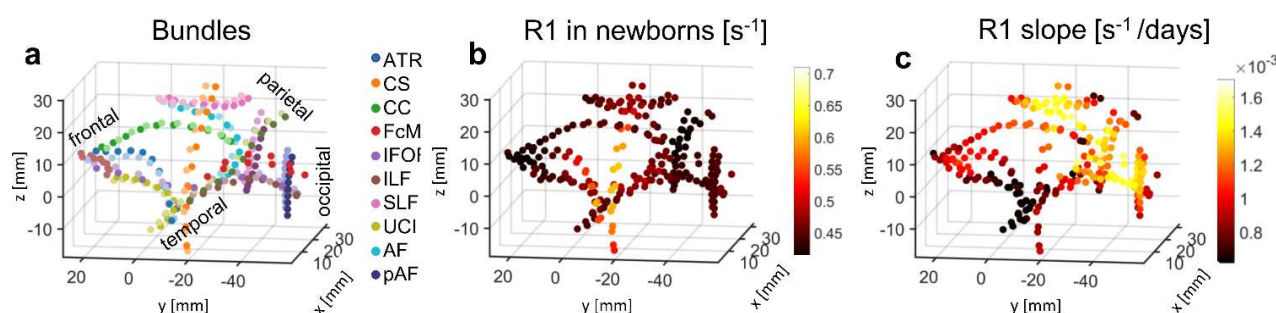 Bundles
a
ATR
CS
CC
FcM
IFOF
ILF
SLF
UCI
AF
pAF
frontal
parietal
temporal
occipital
30
20
10
0
-10
z [mm]
20 0 -20 -40
y [mm]
10
20
30
x [mm]
R1 in newborns [s⁻¹]
b
30
20
10
0
-10
z [mm]
20 0 -20 -40
y [mm]
10
20
30
x [mm]
0.7
0.65
0.6
0.55
0.5
0.45
R1 slope [s⁻¹ /days]
c
30
20
10
0
-10
z [mm]
20 0 -20 -40
y [mm]
10
20
30
x [mm]
×10⁻³
1.6
1.4
1.2
1
0.8